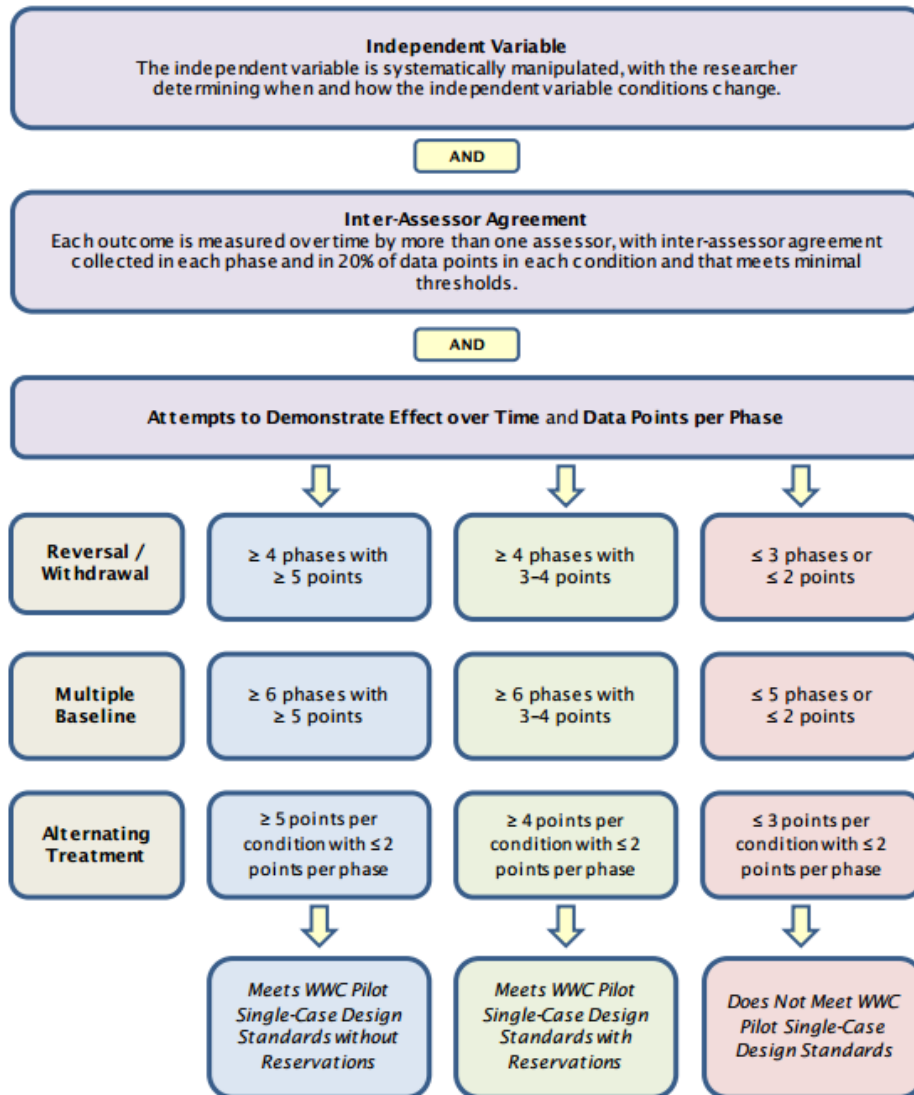 Independent Variable
The independent variable is systematically manipulated, with the researcher
determining when and how the independent variable conditions change.
AND
Inter-Assessor Agreement
Each outcome is measured over time by more than one assessor, with inter-assessor agreement
collected in each phase and in 20% of data points in each condition and that meets minimal
thresholds.
AND
Attempts to Demonstrate Effect over Time and Data Points per Phase
Reversal /
Withdrawal
≥ 4 phases with
≥ 5 points
≥ 4 phases with
3–4 points
≤ 3 phases or
≤ 2 points
Multiple
Baseline
≥ 6 phases with
≥ 5 points
≥ 6 phases with
3–4 points
≤ 5 phases or
≤ 2 points
Alternating
Treatment
≥ 5 points per
condition with ≤ 2
points per phase
≥ 4 points per
condition with ≤ 2
points per phase
≤ 3 points per
condition with ≤ 2
points per phase
Meets WWC Pilot
Single-Case Design
Standards without
Reservations
Meets WWC Pilot
Single-Case Design
Standards with
Reservations
Does Not Meet WWC
Pilot Single-Case
Design Standards